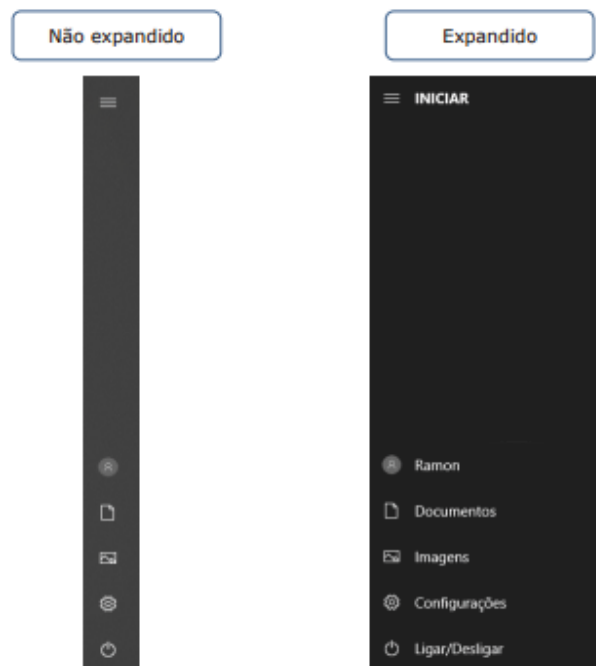 Não expandido
Expandido
INICIAR
Ramon
Documentos
Imagens
Configurações
Ligar/Desligar